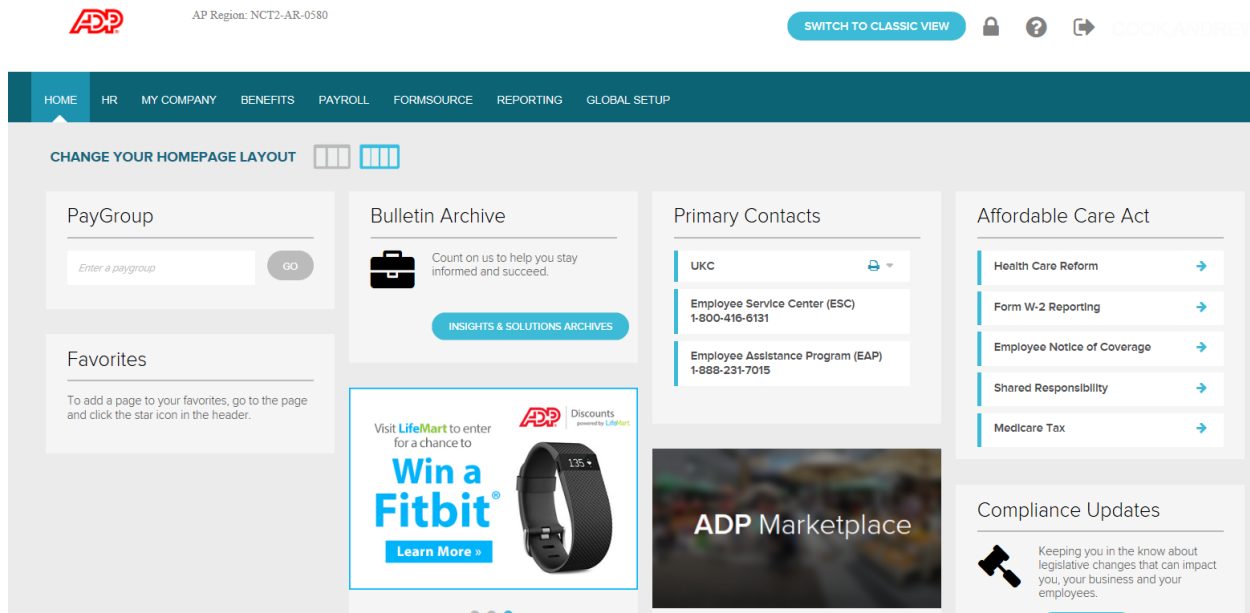 ADP
AP Region: NCT2-AR-0580
SWITCH TO CLASSIC VIEW
HOME HR MY COMPANY BENEFITS PAYROLL FORMSOURCE REPORTING GLOBAL SETUP
CHANGE YOUR HOMEPAGE LAYOUT
PayGroup
Enter a paygroup
GO
Favorites
To add a page to your favorites, go to the page
and click the star icon in the header.
Bulletin Archive
Count on us to help you stay
informed and succeed.
INSIGHTS & SOLUTIONS ARCHIVES
ADP Discounts
powered by LifeMart
Visit LifeMart to enter
for a chance to
Win a
Fitbit®
Learn More »
135
Primary Contacts
UKC
Employee Service Center (ESC)
1-800-416-6131
Employee Assistance Program (EAP)
1-888-231-7015
ADP Marketplace
Affordable Care Act
Health Care Reform
Form W-2 Reporting
Employee Notice of Coverage
Shared Responsibility
Medicare Tax
Compliance Updates
Keeping you in the know about
legislative changes that can impact
you, your business and your
employees.